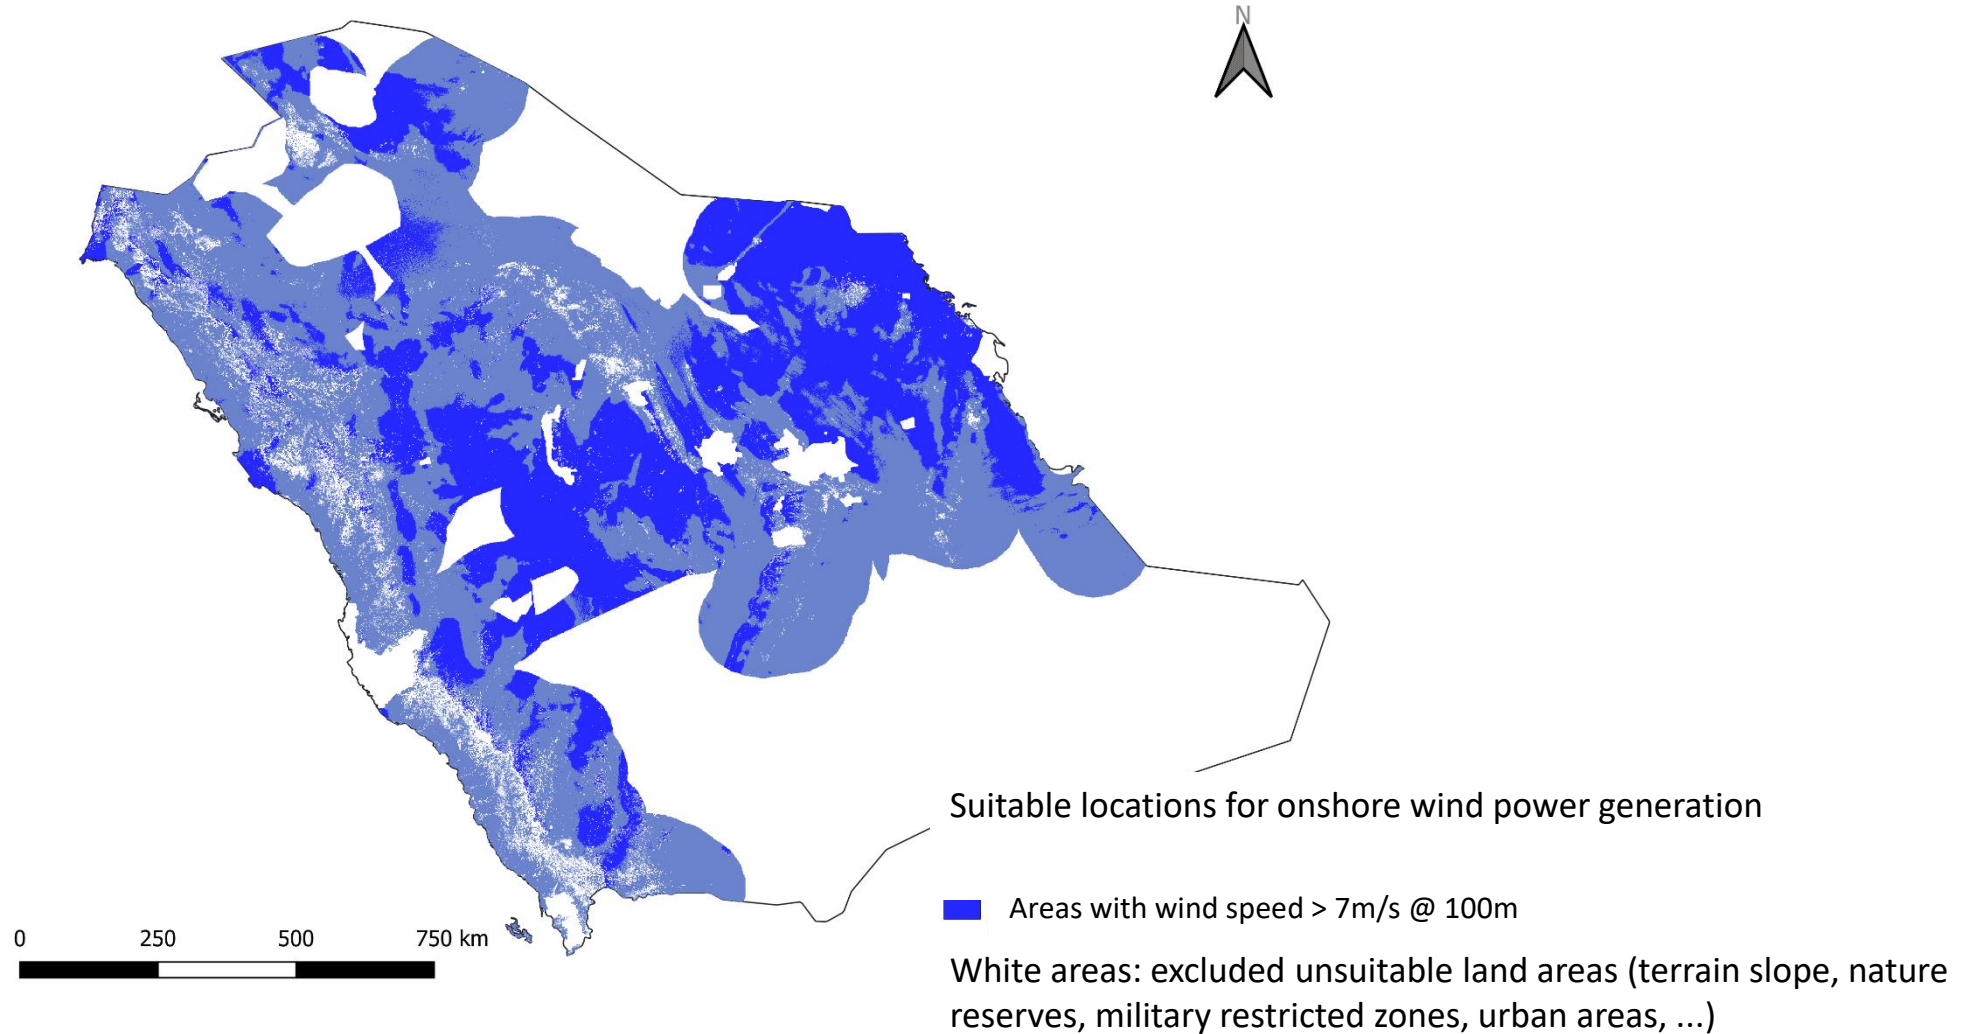 N
Suitable locations for onshore wind power generation
Areas with wind speed > 7m/s @ 100m
0 250 500 750 km
White areas: excluded unsuitable land areas (terrain slope, nature
reserves, military restricted zones, urban areas, ...)